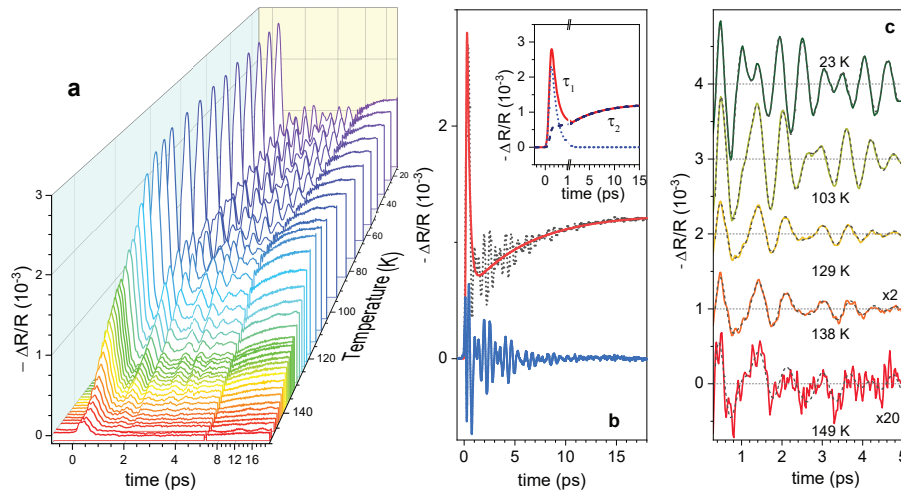 a
− ΔR/R (10⁻³)
3
2
1
0
0 2 4 8 12 16
time (ps)
20
40
60
80
100
120
140
Temperature (K)
b
- ΔR/R (10⁻³)
2
0
0 5 10 15
time (ps)
- ΔR/R (10⁻³)
3
2
1
0
τ₁
τ₂
0 1 5 10 15
time (ps)
c
- ΔR/R (10⁻³)
4
3
2
1
0
23 K
103 K
129 K
x2
138 K
x20
149 K
1 2 3 4 5
time (ps)